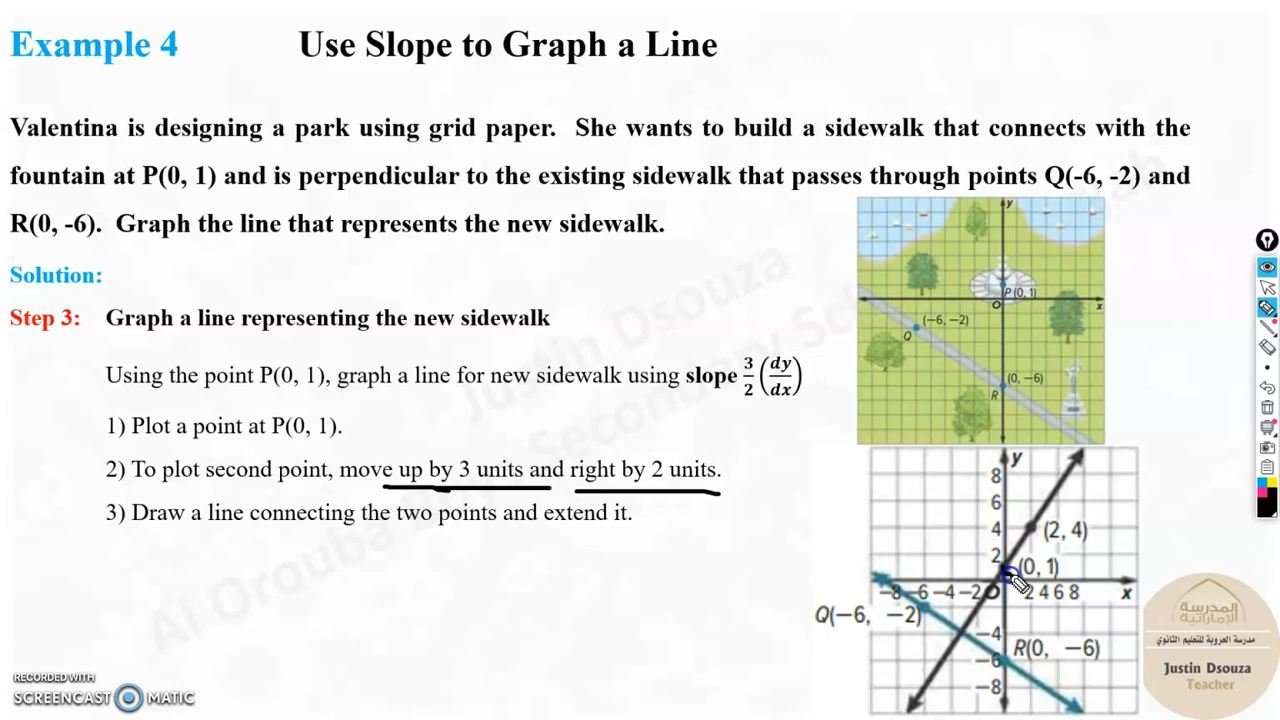 Example 4 Use Slope to Graph a Line
Valentina is designing a park using grid paper. She wants to build a sidewalk that connects with the
fountain at P(0, 1) and is perpendicular to the existing sidewalk that passes through points Q(-6, -2) and
R(0, -6). Graph the line that represents the new sidewalk.
Solution:
Step 3: Graph a line representing the new sidewalk
Using the point P(0, 1), graph a line for new sidewalk using slope 3/2 (dy/dx)
1) Plot a point at P(0, 1).
2) To plot second point, move up by 3 units and right by 2 units.
3) Draw a line connecting the two points and extend it.
y
P (0, 1)
O
x
(−6, −2)
Q
(0, −6)
R
y
8
6
4
(2, 4)
2
(0, 1)
−8 −6 −4 −2 O 2 4 6 8 x
Q(−6, −2)
−4
R(0, −6)
−6
−8
المدرسة
الإماراتية
مدرسة العروبة للتعليم الثانوي
Justin Dsouza
Teacher
RECORDED WITH
SCREENCAST MATIC
Justin Dsouza